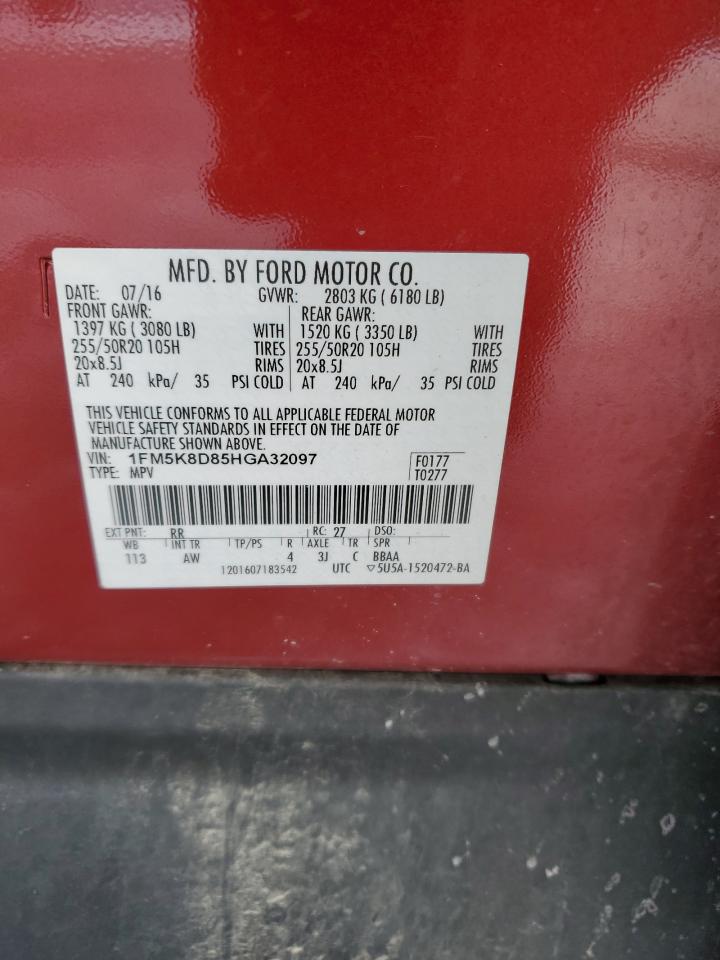 MFD. BY FORD MOTOR CO.
DATE: 07/16 GVWR: 2803 KG ( 6180 LB)
FRONT GAWR: REAR GAWR:
1397 KG ( 3080 LB) WITH 1520 KG ( 3350 LB) WITH
255/50R20 105H TIRES 255/50R20 105H TIRES
20x8.5J RIMS 20x8.5J RIMS
AT 240 kPa/ 35 PSI COLD AT 240 kPa/ 35 PSI COLD
THIS VEHICLE CONFORMS TO ALL APPLICABLE FEDERAL MOTOR
VEHICLE SAFETY STANDARDS IN EFFECT ON THE DATE OF
MANUFACTURE SHOWN ABOVE.
VIN: 1FM5K8D85HGA32097 F0177
TYPE: MPV T0277
EXT PNT: RR RC: 27 DSO:
WB INT TR TP/PS R AXLE TR SPR
113 AW 4 3J C BBAA
1201607183542 UTC ▽5U5A-1520472-BA